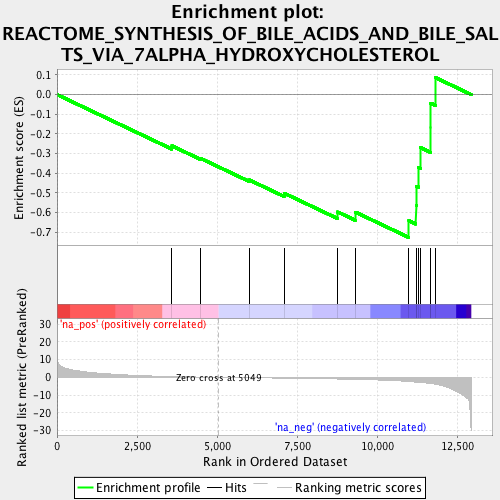 Enrichment plot:
REACTOME_SYNTHESIS_OF_BILE_ACIDS_AND_BILE_SAL
TS_VIA_7ALPHA_HYDROXYCHOLESTEROL
Enrichment score (ES)
0.1
0.0
-0.1
-0.2
-0.3
-0.4
-0.5
-0.6
-0.7
'na_pos' (positively correlated)
Ranked list metric (PreRanked)
30
20
10
0
-10
-20
-30
Zero cross at 5049
'na_neg' (negatively correlated)
0 2,500 5,000 7,500 10,000 12,500
Rank in Ordered Dataset
Enrichment profile Hits Ranking metric scores